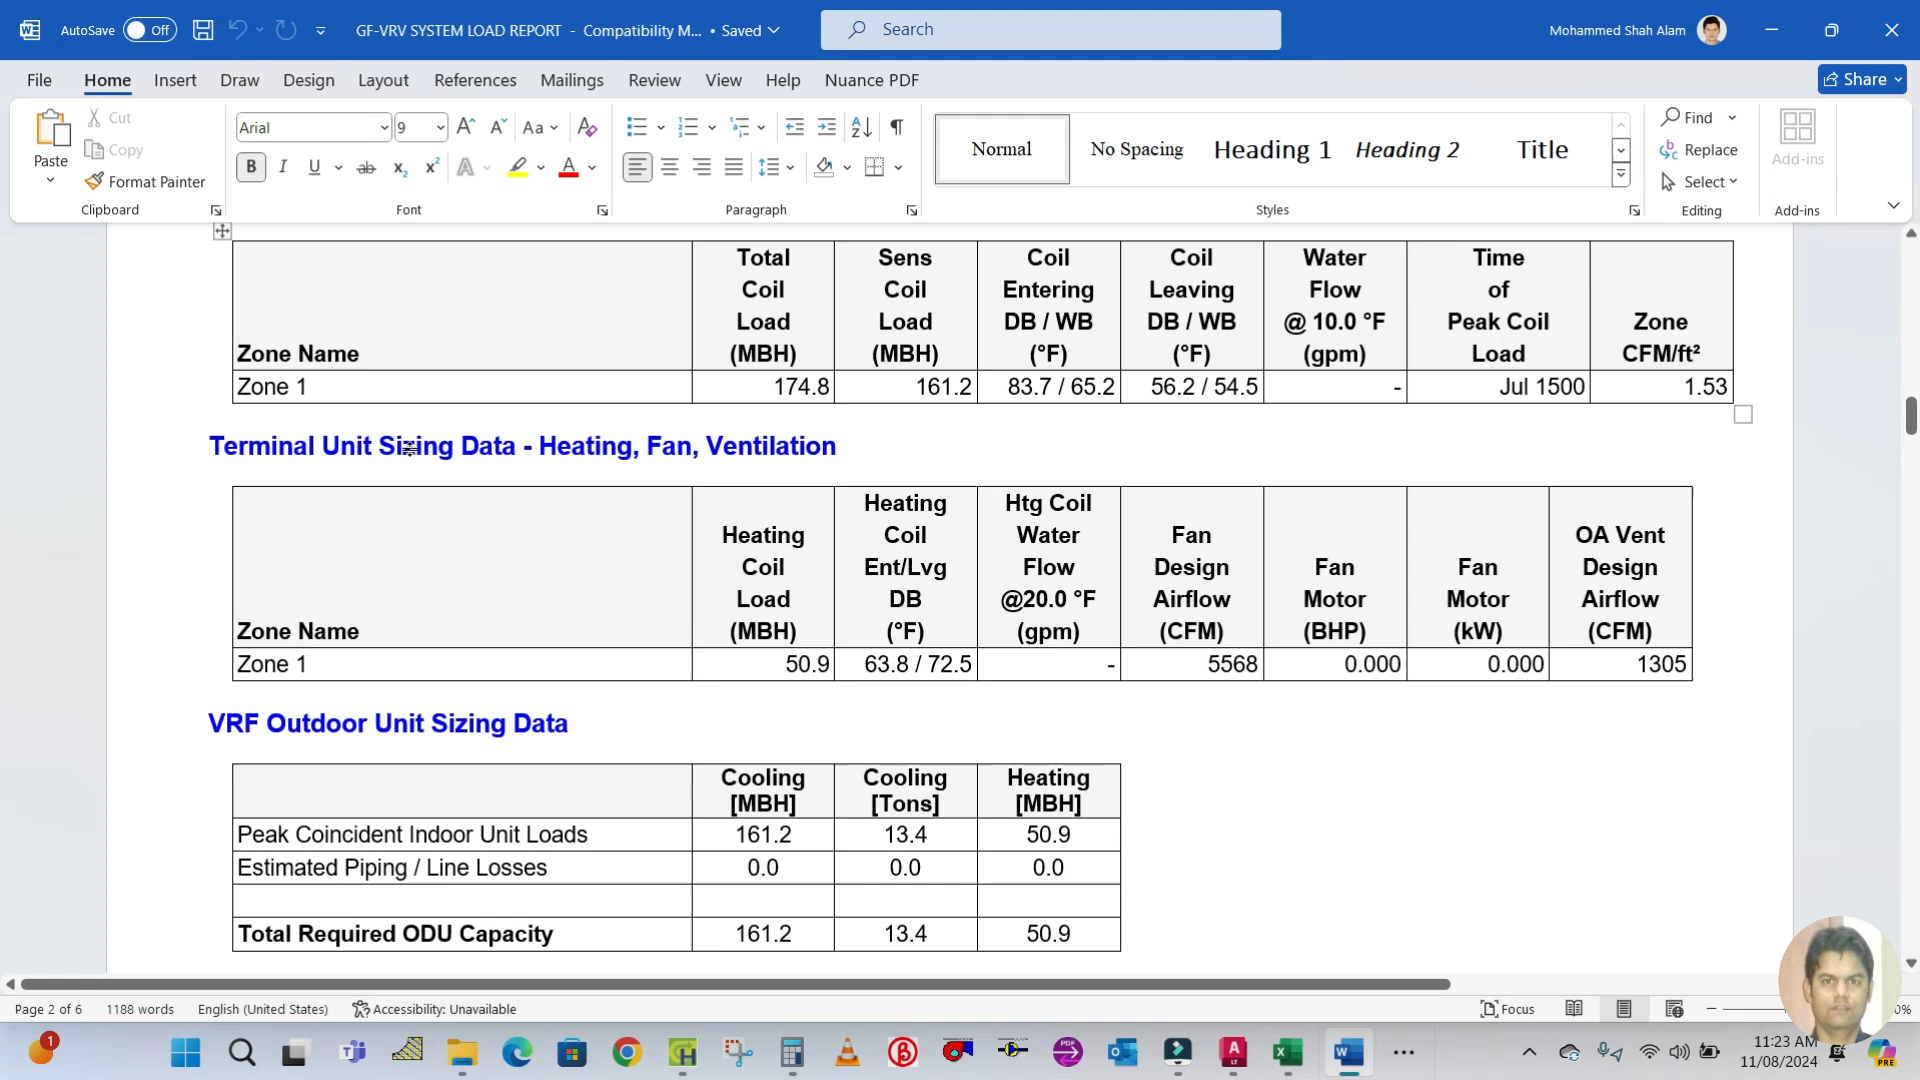 AutoSave Off GF-VRV SYSTEM LOAD REPORT - Compatibility M... • Saved Search Mohammed Shah Alam
File Home Insert Draw Design Layout References Mailings Review View Help Nuance PDF Share
Paste Cut Copy Format Painter Clipboard
Arial 9 Font
Paragraph
Normal No Spacing Heading 1 Heading 2 Title Styles
Find Replace Select Editing
Add-ins Add-ins
Zone Name Total Coil Load (MBH) Sens Coil Load (MBH) Coil Entering DB / WB (°F) Coil Leaving DB / WB (°F) Water Flow @ 10.0 °F (gpm) Time of Peak Coil Load Zone CFM/ft²
Zone 1 174.8 161.2 83.7 / 65.2 56.2 / 54.5 - Jul 1500 1.53
Terminal Unit Sizing Data - Heating, Fan, Ventilation
Zone Name Heating Coil Load (MBH) Heating Coil Ent/Lvg DB (°F) Htg Coil Water Flow @20.0 °F (gpm) Fan Design Airflow (CFM) Fan Motor (BHP) Fan Motor (kW) OA Vent Design Airflow (CFM)
Zone 1 50.9 63.8 / 72.5 - 5568 0.000 0.000 1305
VRF Outdoor Unit Sizing Data
Cooling [MBH] Cooling [Tons] Heating [MBH]
Peak Coincident Indoor Unit Loads 161.2 13.4 50.9
Estimated Piping / Line Losses 0.0 0.0 0.0
Total Required ODU Capacity 161.2 13.4 50.9
Page 2 of 6 1188 words English (United States) Accessibility: Unavailable Focus
11:23 AM
11/08/2024